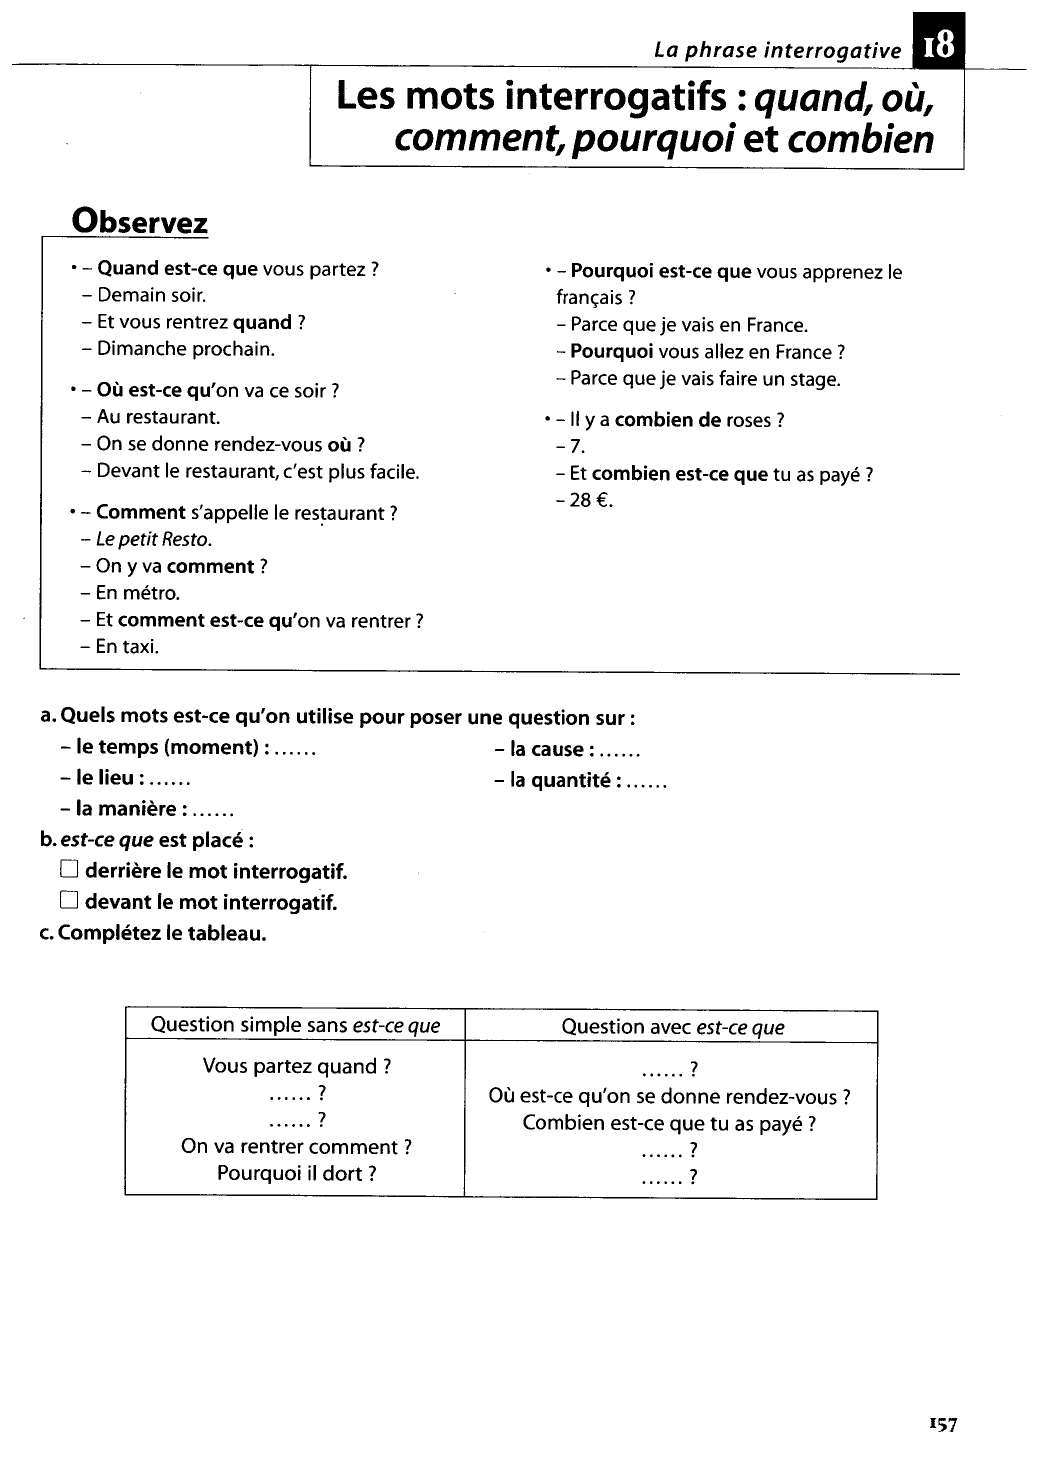 La phrase interrogative 18
Les mots interrogatifs : quand, où,
comment, pourquoi et combien
Observez
• – Quand est-ce que vous partez ?
– Demain soir.
– Et vous rentrez quand ?
– Dimanche prochain.
• – Où est-ce qu'on va ce soir ?
– Au restaurant.
– On se donne rendez-vous où ?
– Devant le restaurant, c'est plus facile.
• – Comment s'appelle le restaurant ?
– Le petit Resto.
– On y va comment ?
– En métro.
– Et comment est-ce qu'on va rentrer ?
– En taxi.
• – Pourquoi est-ce que vous apprenez le
français ?
– Parce que je vais en France.
– Pourquoi vous allez en France ?
– Parce que je vais faire un stage.
• – Il y a combien de roses ?
– 7.
– Et combien est-ce que tu as payé ?
– 28 €.
a. Quels mots est-ce qu'on utilise pour poser une question sur :
– le temps (moment) : ......
– le lieu : ......
– la manière : ......
– la cause : ......
– la quantité : ......
b. est-ce que est placé :
☐ derrière le mot interrogatif.
☐ devant le mot interrogatif.
c. Complétez le tableau.
Question simple sans est-ce que
Question avec est-ce que
Vous partez quand ?
...... ?
...... ?
Où est-ce qu'on se donne rendez-vous ?
...... ?
Combien est-ce que tu as payé ?
On va rentrer comment ?
...... ?
Pourquoi il dort ?
...... ?
157